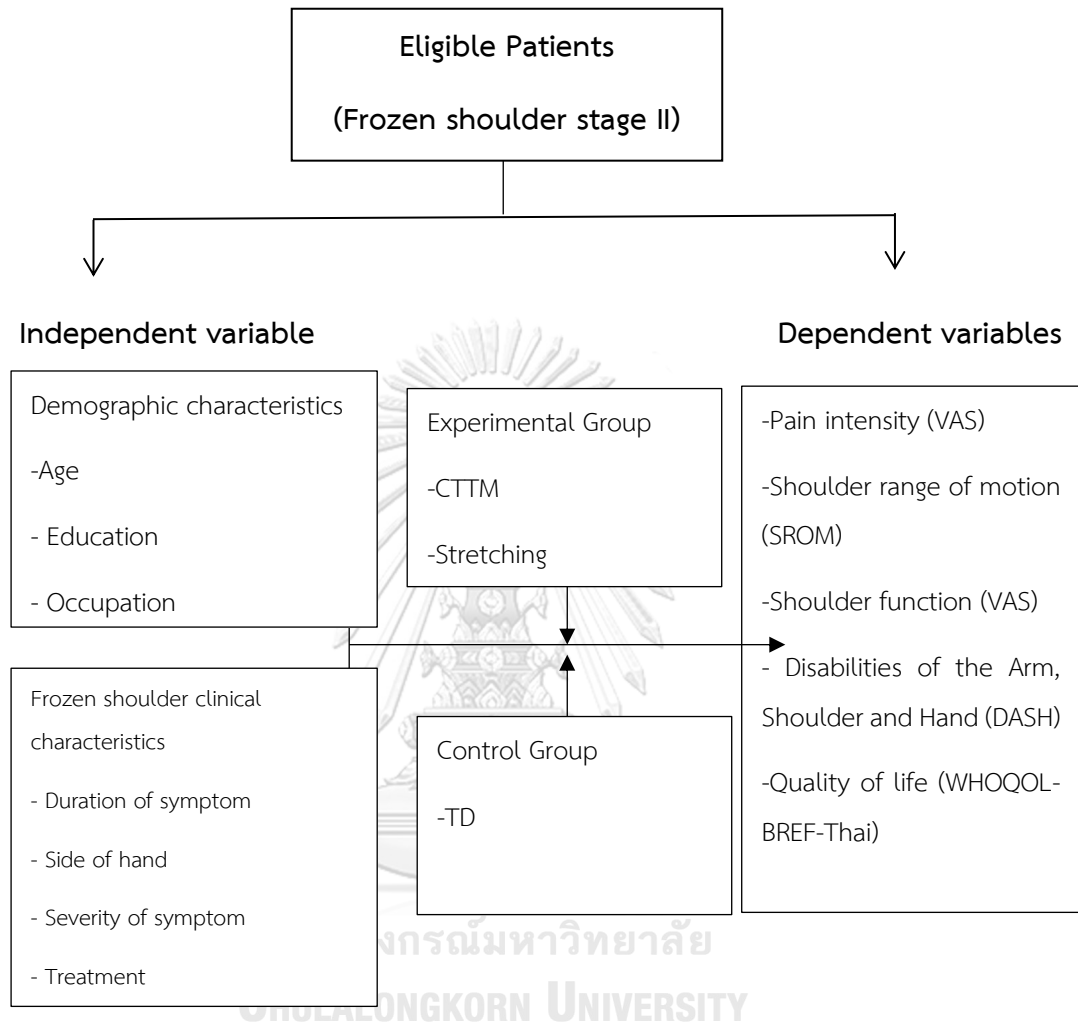 Eligible Patients
(Frozen shoulder stage II)
Independent variable
Dependent variables
Demographic characteristics
-Age
- Education
- Occupation
Frozen shoulder clinical
characteristics
- Duration of symptom
- Side of hand
- Severity of symptom
- Treatment
Experimental Group
-CTTM
-Stretching
Control Group
-TD
-Pain intensity (VAS)
-Shoulder range of motion
(SROM)
-Shoulder function (VAS)
- Disabilities of the Arm,
Shoulder and Hand (DASH)
-Quality of life (WHOQOL-
BREF-Thai)
งกรณ์มหาวิทยาลัย
CHULALONGKORN UNIVERSITY